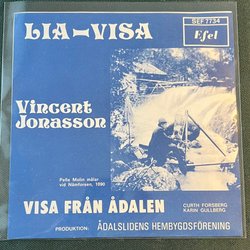 LIA-VISA
SEF 7734
Efel
Vincent
Jonasson
Pelle Molin målar
vid Nämforsen, 1890
CURTH FORSBERG
KARIN GULLBERG
VISA FRÅN ÅDALEN
PRODUKTION: ÅDALSLIDENS HEMBYGDSFÖRENING